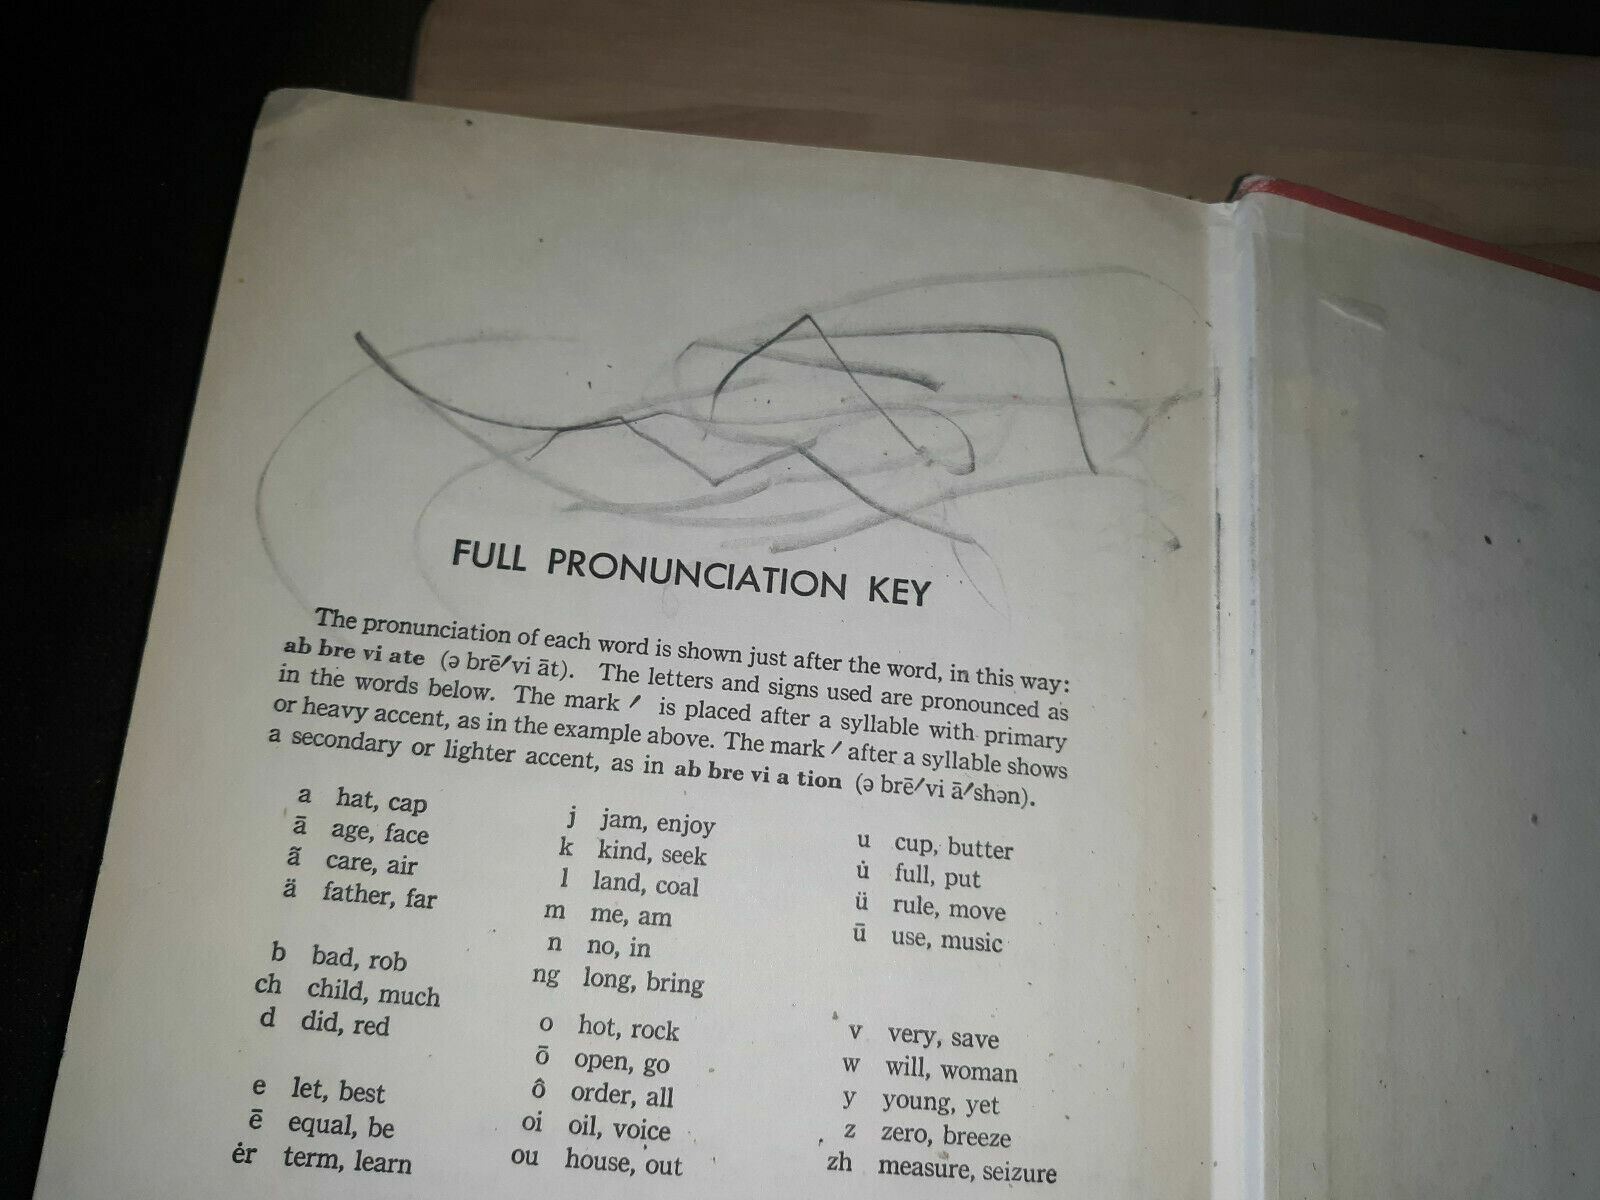 FULL PRONUNCIATION KEY
The pronunciation of each word is shown just after the word, in this way:
ab bre vi ate (ə brē′vi āt). The letters and signs used are pronounced as
in the words below. The mark ′ is placed after a syllable with primary
or heavy accent, as in the example above. The mark ′ after a syllable shows
a secondary or lighter accent, as in ab bre vi a tion (ə brē′vi ā′shən).
a hat, cap
ā age, face
ã care, air
ä father, far
b bad, rob
ch child, much
d did, red
e let, best
ē equal, be
ėr term, learn
j jam, enjoy
k kind, seek
l land, coal
m me, am
n no, in
ng long, bring
o hot, rock
ō open, go
ô order, all
oi oil, voice
ou house, out
u cup, butter
u̇ full, put
ü rule, move
ū use, music
v very, save
w will, woman
y young, yet
z zero, breeze
zh measure, seizure